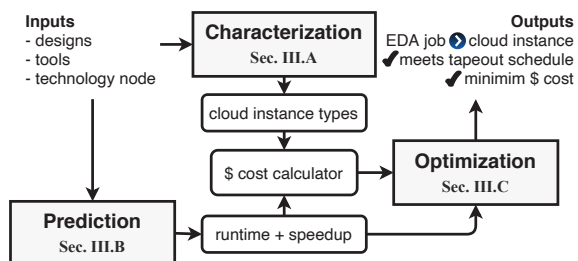 Inputs
- designs
- tools
- technology node
Characterization
Sec. III.A
Outputs
EDA job cloud instance
✔meets tapeout schedule
✔minimim $ cost
cloud instance types
$ cost calculator
Optimization
Sec. III.C
Prediction
Sec. III.B
runtime + speedup